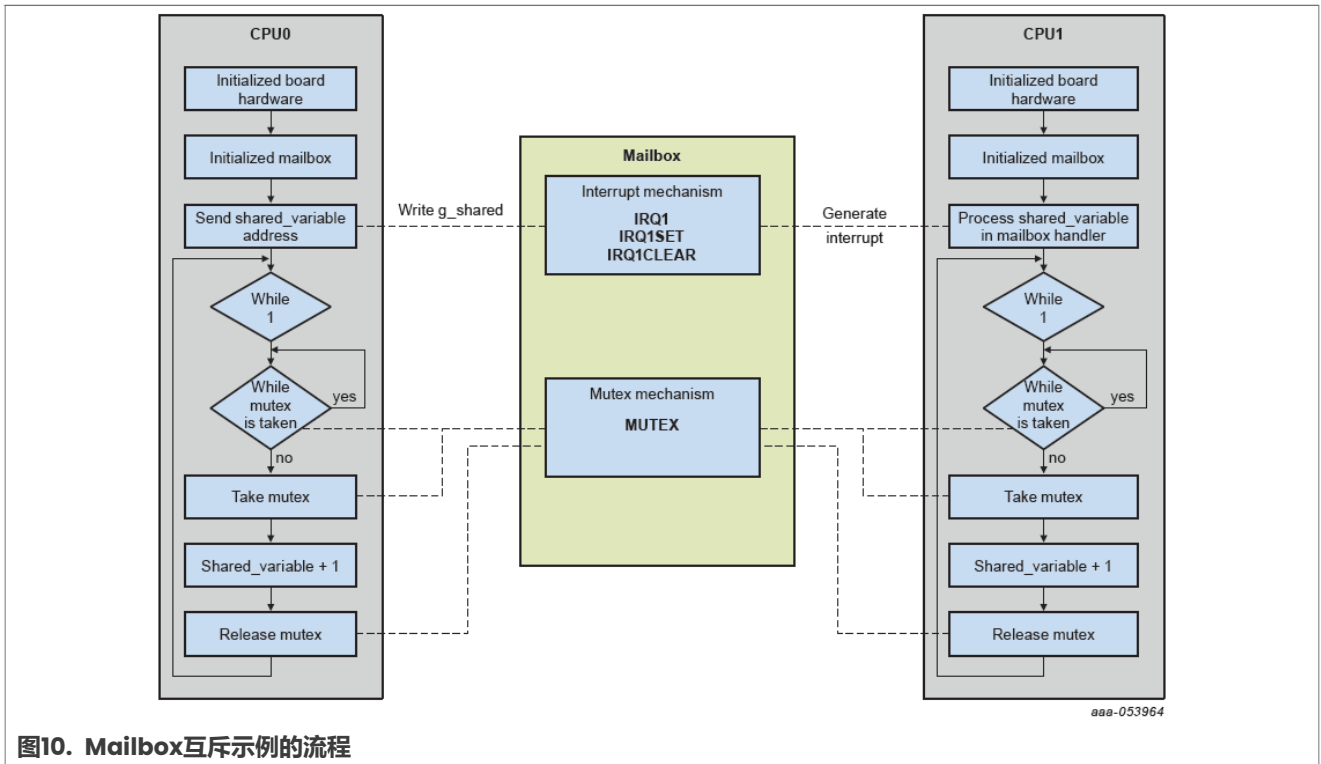 CPU0
Initialized board
hardware
Initialized mailbox
Send shared_variable
address
While
1
While
mutex
is taken
yes
no
Take mutex
Shared_variable + 1
Release mutex
Write g_shared
Mailbox
Interrupt mechanism
IRQ1
IRQ1SET
IRQ1CLEAR
Mutex mechanism
MUTEX
Generate
interrupt
CPU1
Initialized board
hardware
Initialized mailbox
Process shared_variable
in mailbox handler
While
1
While
mutex
is taken
yes
no
Take mutex
Shared_variable + 1
Release mutex
aaa-053964
图10. Mailbox互斥示例的流程